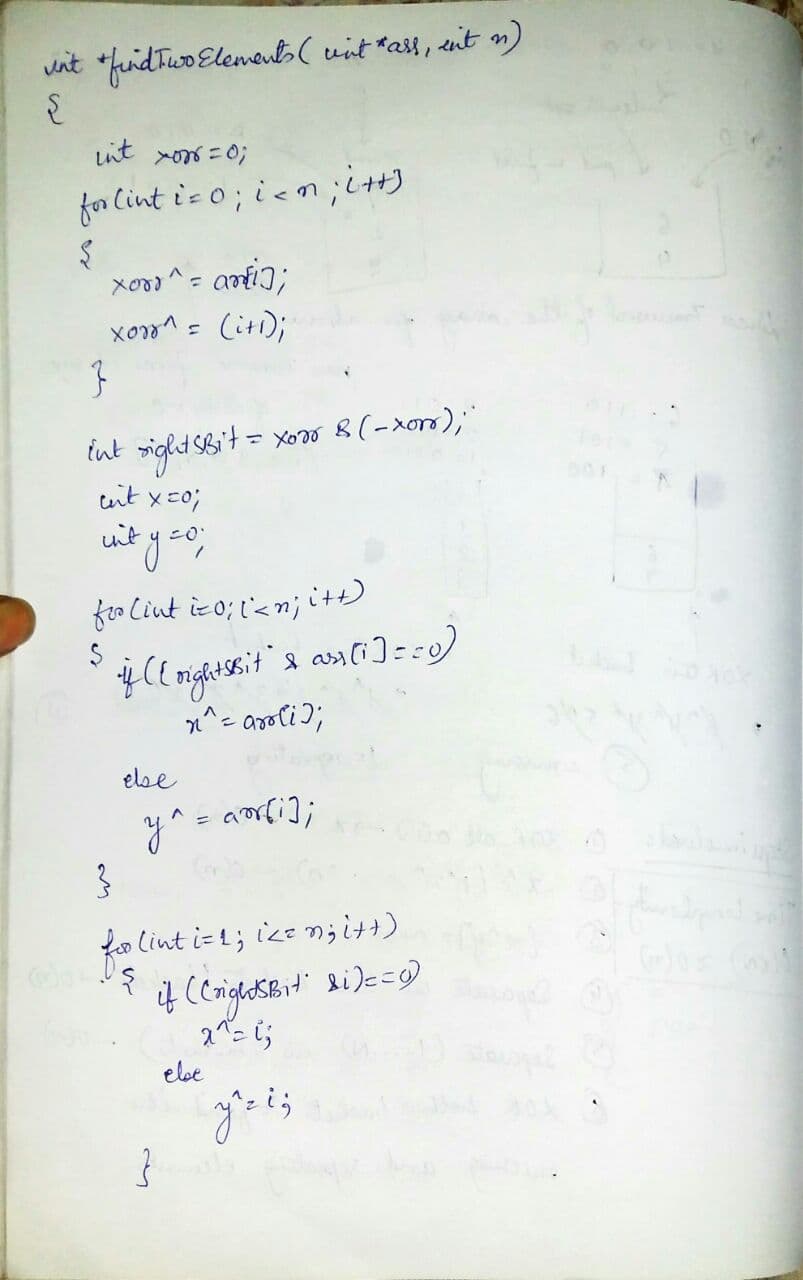 int *findTwoElements( int *arr, int n)
{
int xorr=0;
for(int i=0; i<n; i++)
{
xorr^=arr[i];
xorr^= (i+1);
}
int rightSBit = xorr & (-xorr);
int x=0;
int y=0;
for(int i=0; i<n; i++)
{ if((rightSBit & arr[i]==0)
x^=arr[i];
else
y^=arr[i];
}
for(int i=1; i<=n; i++)
{ if((rightSBit &i)==0)
x^=i;
else
y^=i;
}